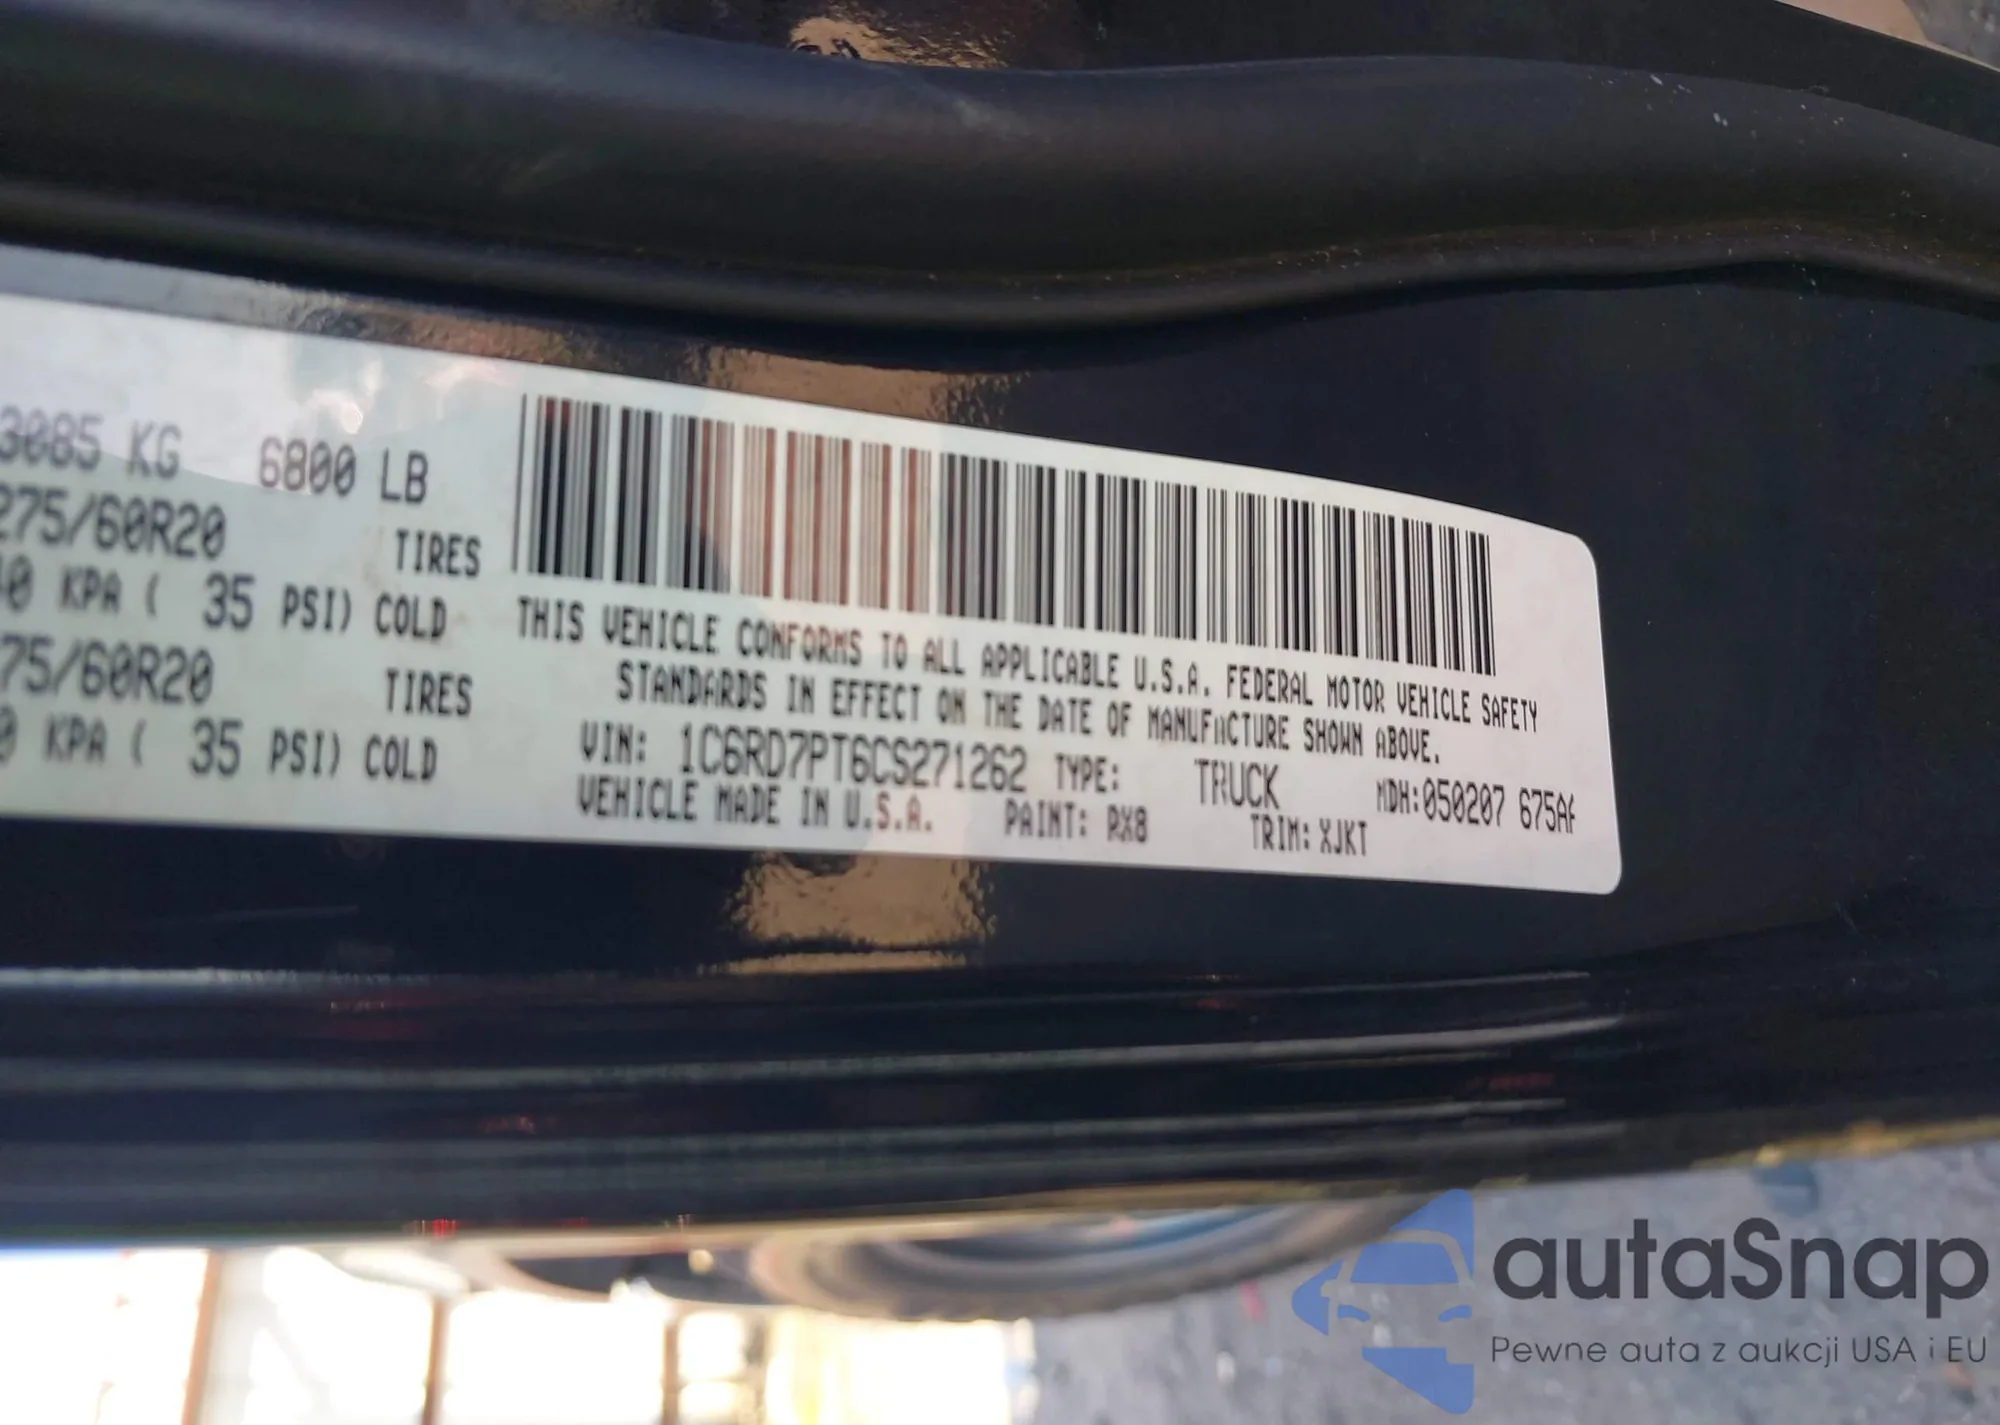 3085 KG 6800 LB
275/60R20 TIRES
40 KPA ( 35 PSI) COLD
75/60R20 TIRES
0 KPA ( 35 PSI) COLD
THIS VEHICLE CONFORMS TO ALL APPLICABLE U.S.A. FEDERAL MOTOR VEHICLE SAFETY
STANDARDS IN EFFECT ON THE DATE OF MANUFACTURE SHOWN ABOVE.
VIN: 1C6RD7PT6CS271262 TYPE: TRUCK MDH:050207 675AA
VEHICLE MADE IN U.S.A. PAINT: RX8 TRIM: XJKT
autaSnap
Pewne auta z aukcji USA i EU